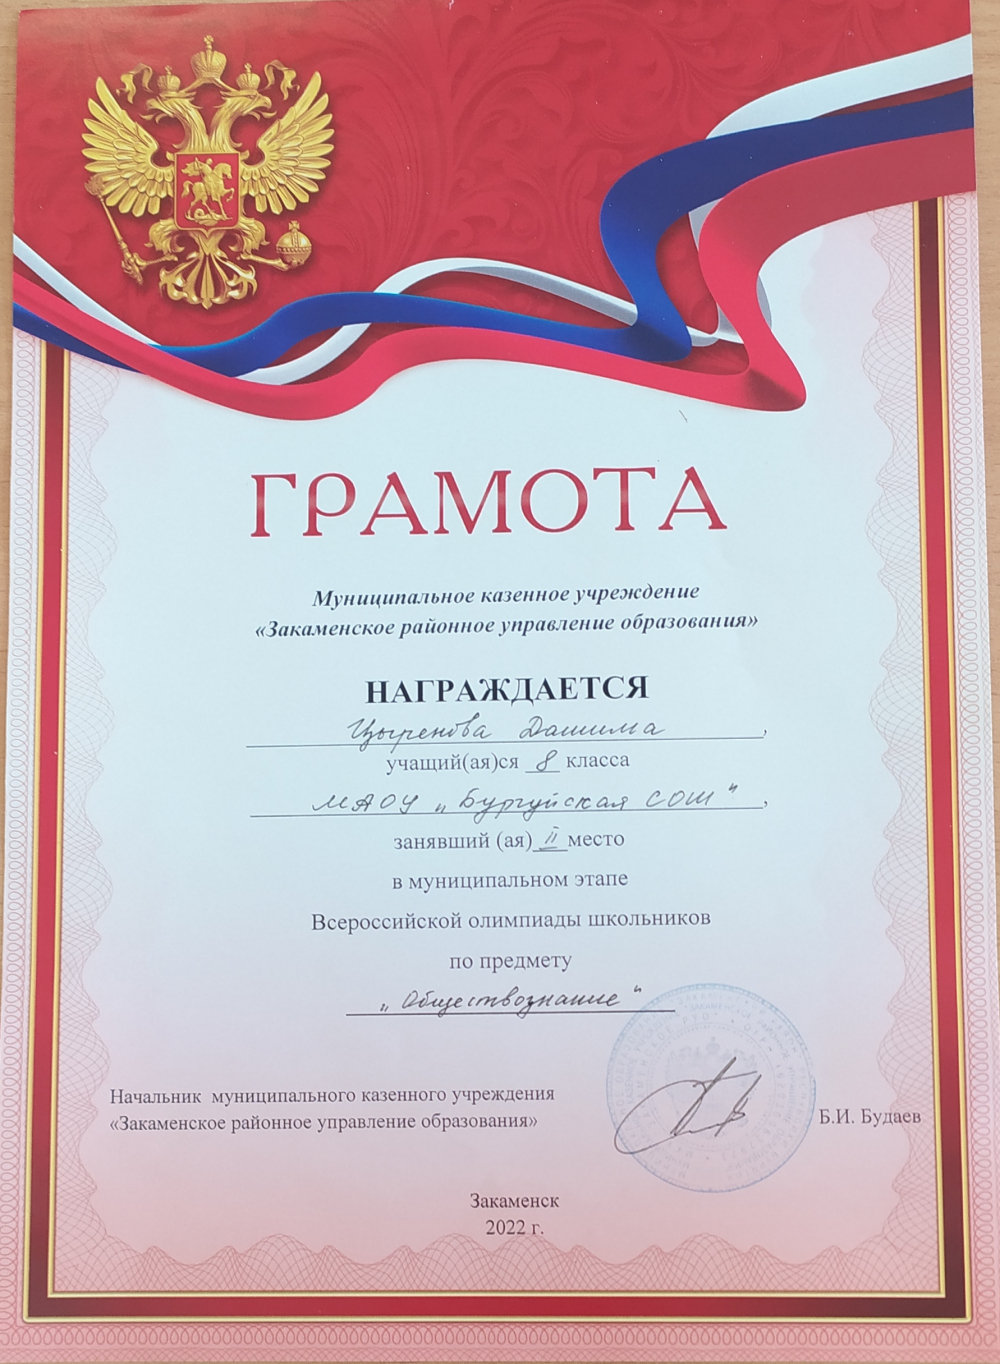 ГРАМОТА
Муниципальное казенное учреждение
«Закаменское районное управление образования»
НАГРАЖДАЕТСЯ
Цыренова Дашима,
учащий(ая)ся 8 класса
МАОУ „Бургуйская СОШ",
занявший (ая) II место
в муниципальном этапе
Всероссийской олимпиады школьников
по предмету
„Обществознание"
Начальник муниципального казенного учреждения
«Закаменское районное управление образования»
Б.И. Будаев
Закаменск
2022 г.